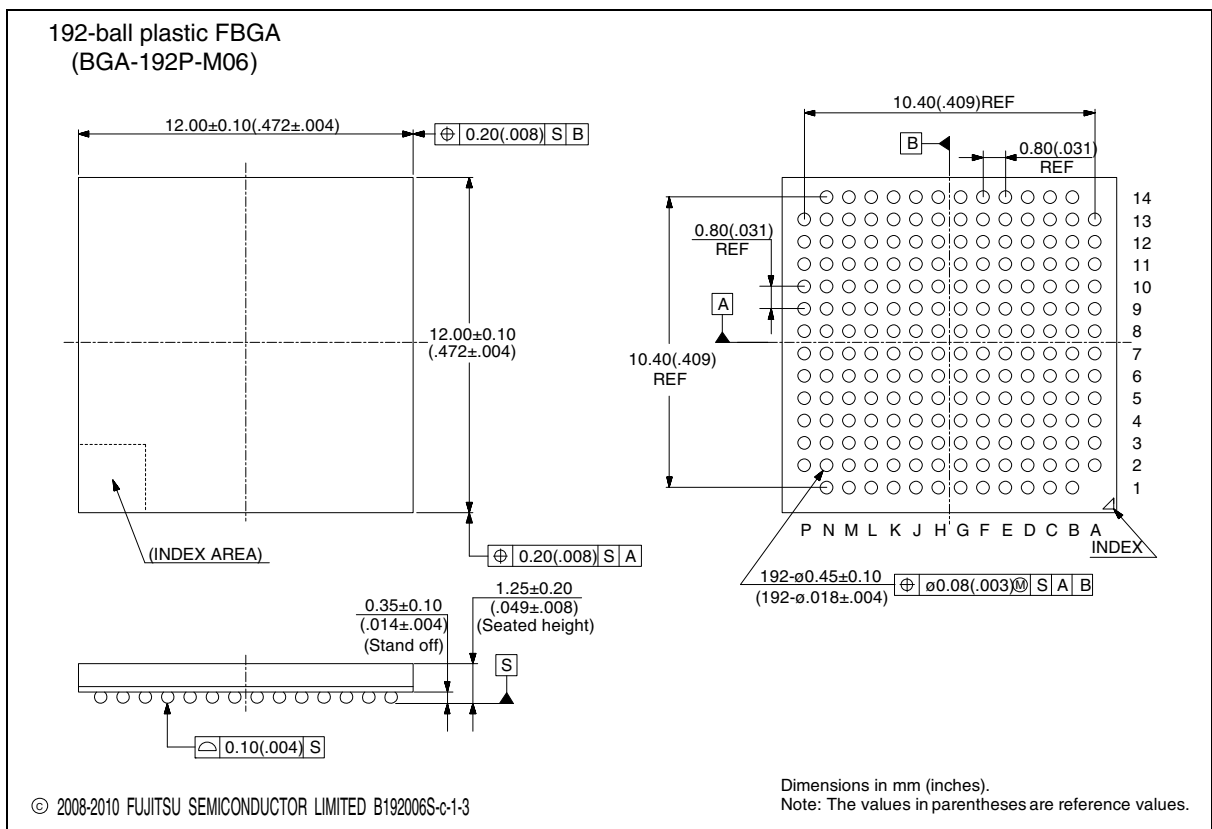 192-ball plastic FBGA
(BGA-192P-M06)
12.00±0.10(.472±.004)
⌖ 0.20(.008) S B
12.00±0.10
(.472±.004)
(INDEX AREA)
⌖ 0.20(.008) S A
10.40(.409)REF
B
0.80(.031)
REF
0.80(.031)
REF
A
10.40(.409)
REF
14
13
12
11
10
9
8
7
6
5
4
3
2
1
P N M L K J H G F E D C B A
INDEX
192-ø0.45±0.10
(192-ø.018±.004)
⌖ ø0.08(.003)Ⓜ S A B
1.25±0.20
(.049±.008)
(Seated height)
0.35±0.10
(.014±.004)
(Stand off)
S
⌓ 0.10(.004) S
© 2008-2010 FUJITSU SEMICONDUCTOR LIMITED B192006S-c-1-3
Dimensions in mm (inches).
Note: The values in parentheses are reference values.